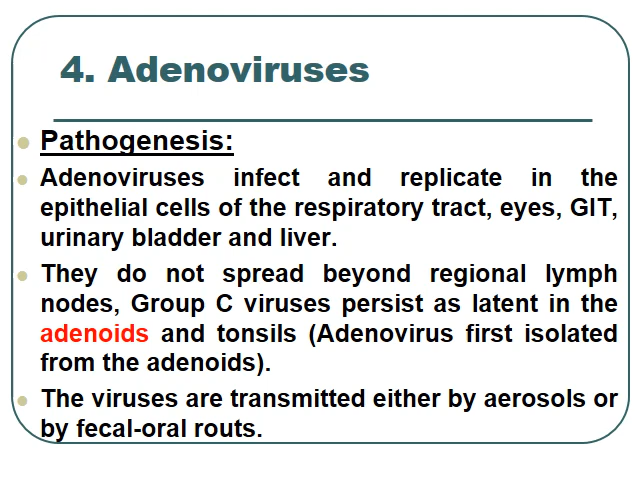 4. Adenoviruses
Pathogenesis:
Adenoviruses infect and replicate in the
epithelial cells of the respiratory tract, eyes, GIT,
urinary bladder and liver.
They do not spread beyond regional lymph
nodes, Group C viruses persist as latent in the
adenoids and tonsils (Adenovirus first isolated
from the adenoids).
The viruses are transmitted either by aerosols or
by fecal-oral routs.